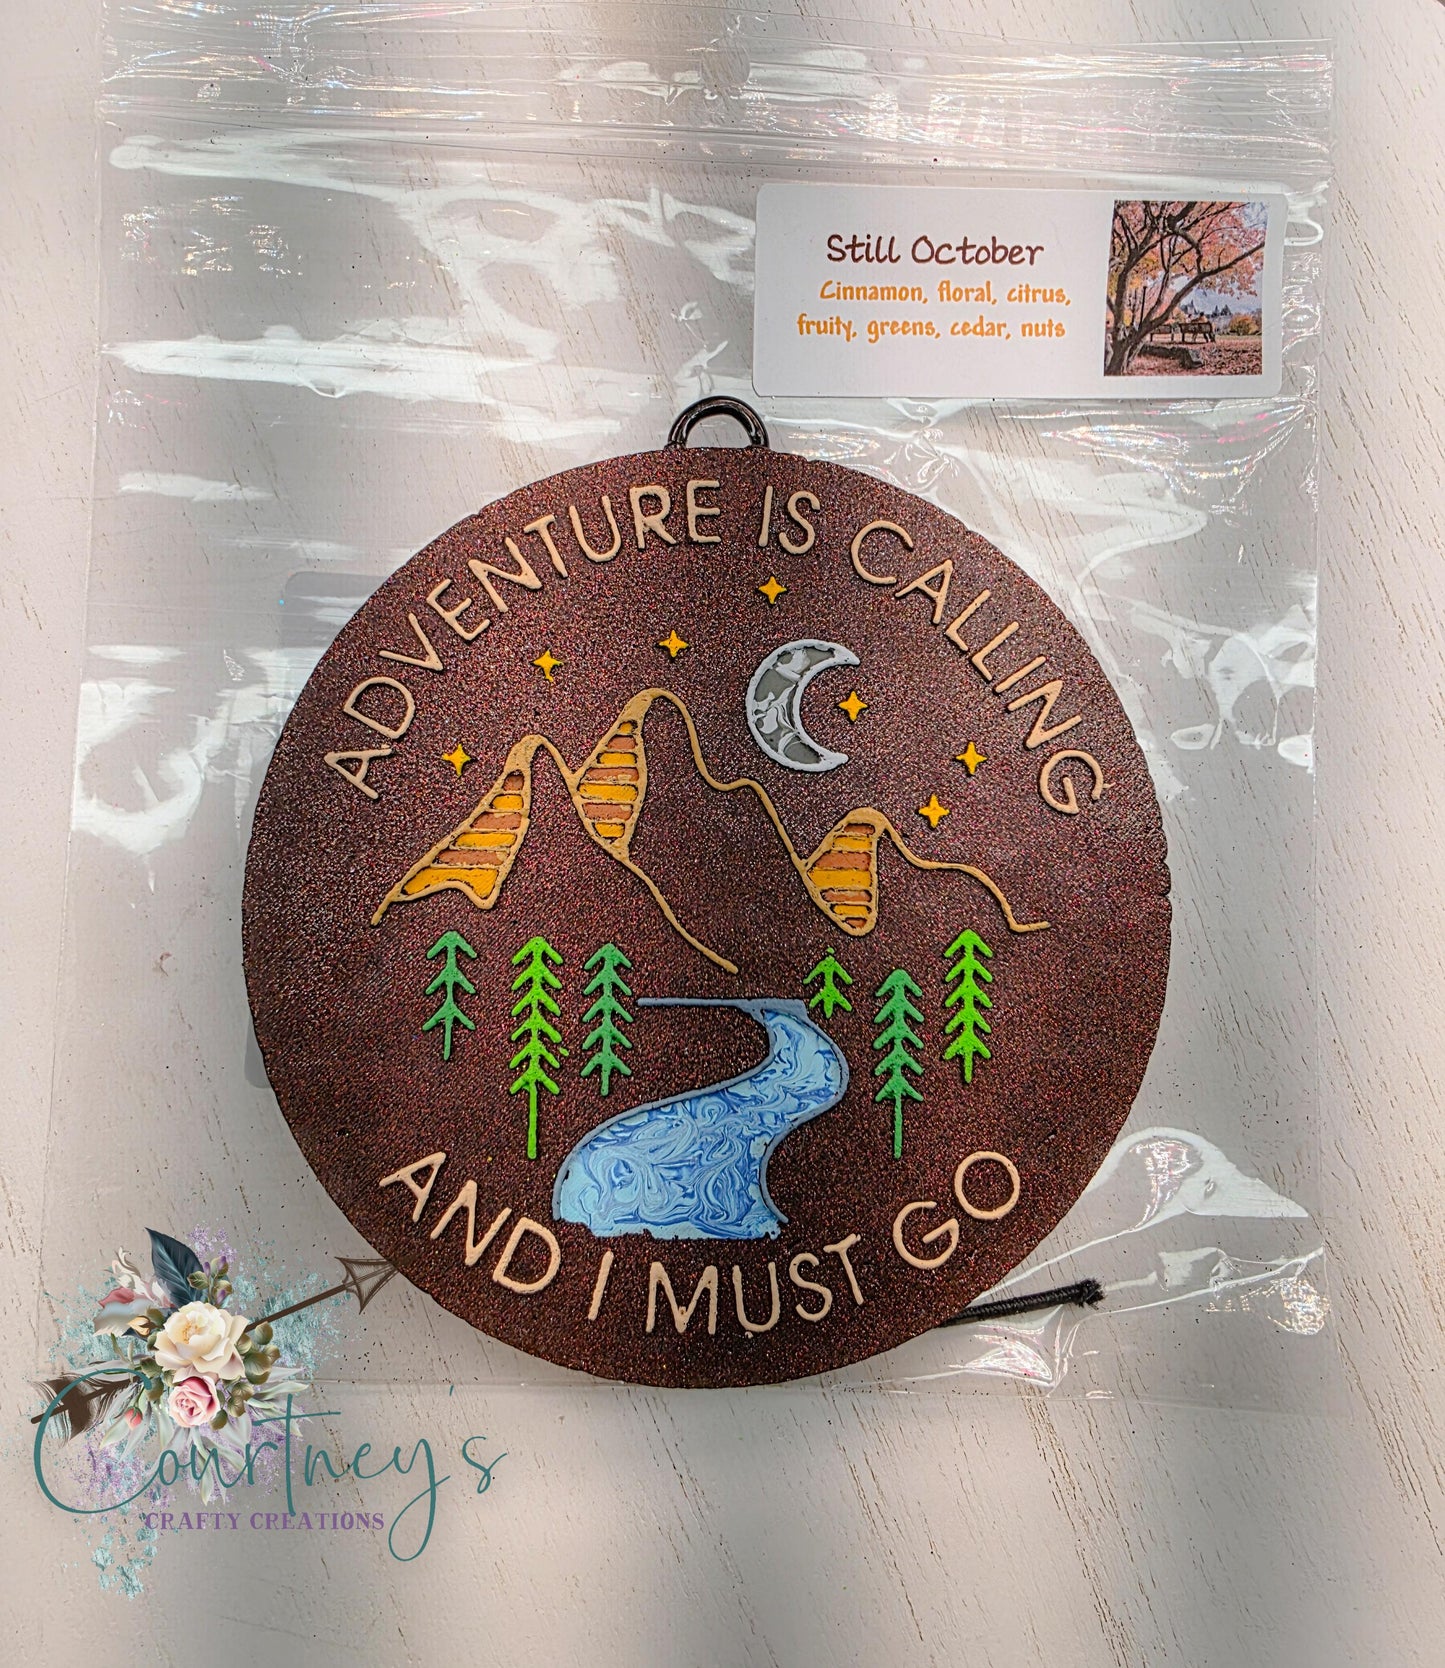 Still October
Cinnamon, floral, citrus,
fruity, greens, cedar, nuts
ADVENTURE IS CALLING
AND I MUST GO
Courtney's
CRAFTY CREATIONS